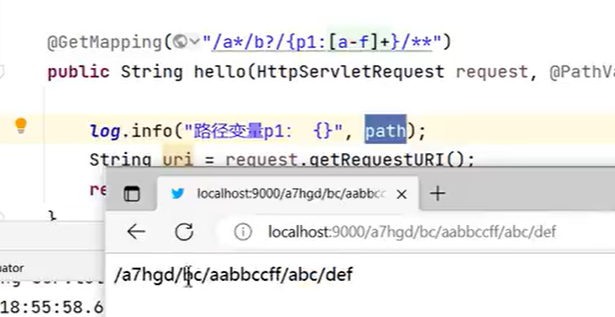 @GetMapping("/a*/b?/{p1:[a-f]+}/**")
public String hello(HttpServletRequest request, @PathVa
log.info("路径变量p1: {}", path);
String uri = request.getRequestURI();
re
}
localhost:9000/a7hgd/bc/aabbcc
localhost:9000/a7hgd/bc/aabbccff/abc/def
/a7hgd/bc/aabbccff/abc/def
nator
18:55:58.6